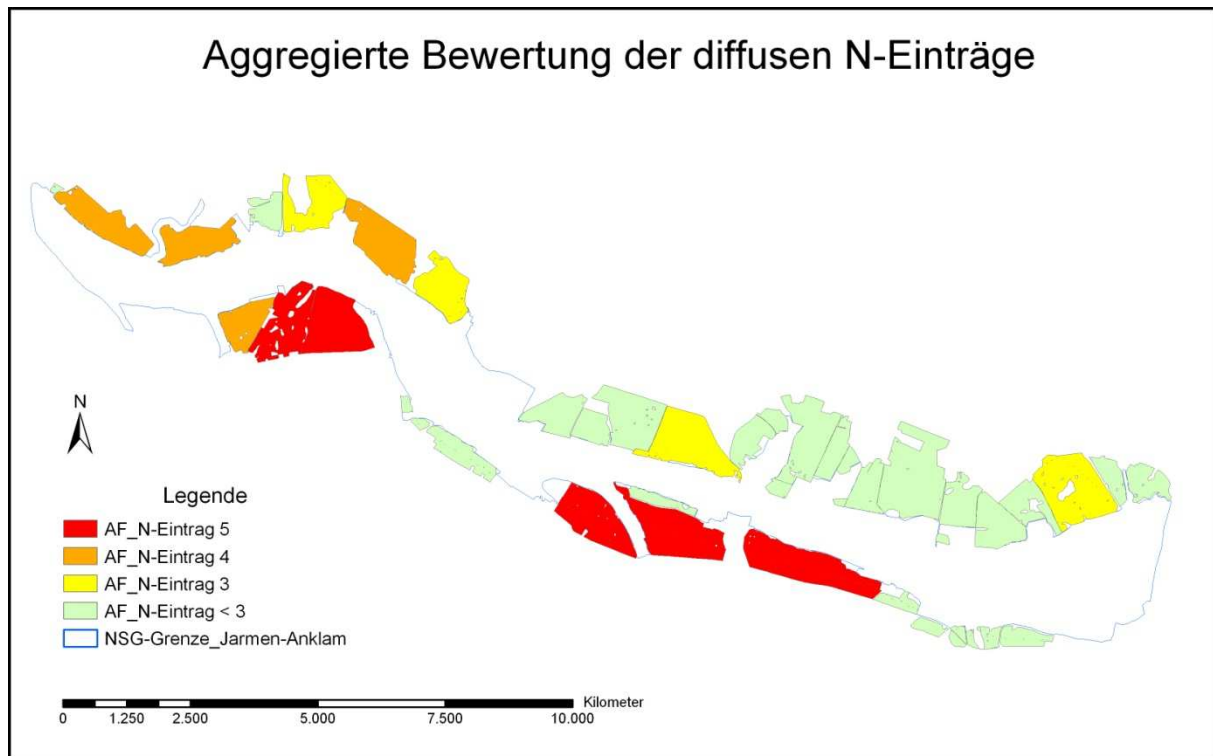 Aggregierte Bewertung der diffusen N-Einträge
N
Legende
AF_N-Eintrag 5
AF_N-Eintrag 4
AF_N-Eintrag 3
AF_N-Eintrag < 3
NSG-Grenze_Jarmen-Anklam
Kilometer
0 1.250 2.500 5.000 7.500 10.000